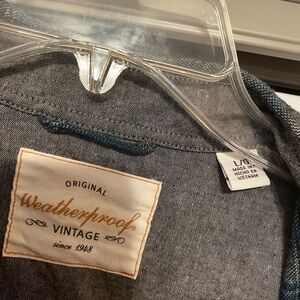 ORIGINAL
Weatherproof
VINTAGE
since 1948
L/G
MADE IN/
HECHO EN
VIETNAM